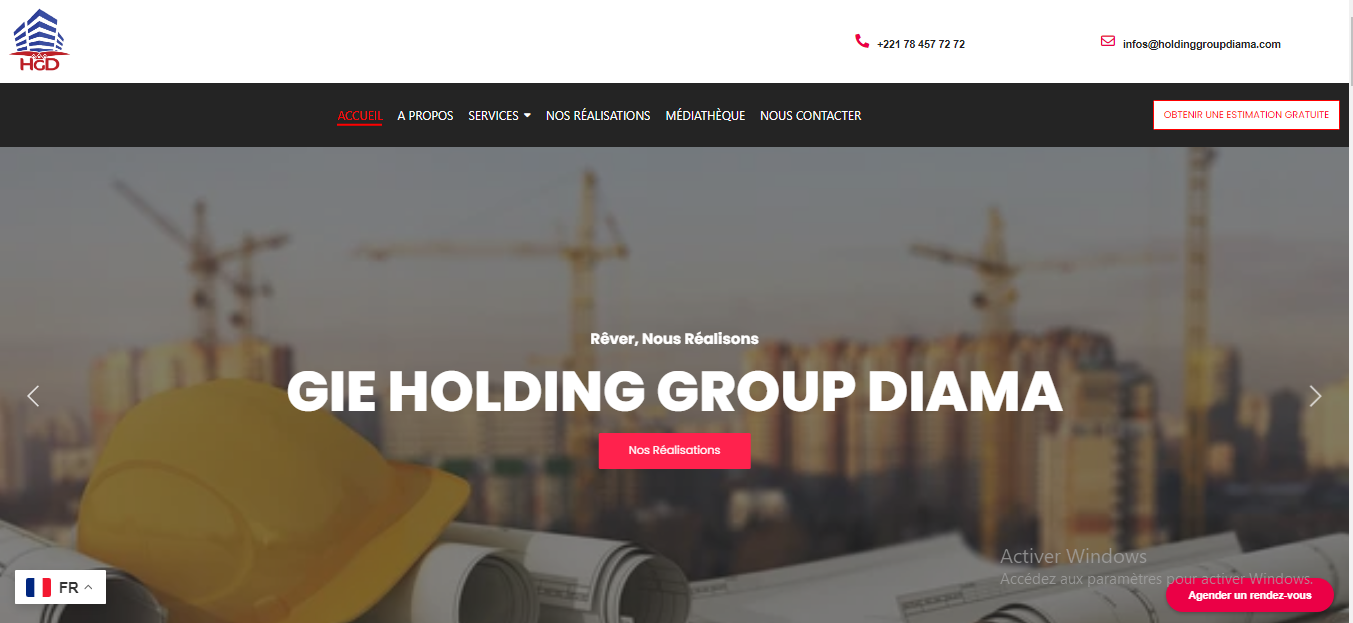 HGD
+221 78 457 72 72
infos@holdinggroupdiama.com
ACCUEIL A PROPOS SERVICES NOS RÉALISATIONS MÉDIATHÈQUE NOUS CONTACTER
OBTENIR UNE ESTIMATION GRATUITE
Rêver, Nous Réalisons
GIE HOLDING GROUP DIAMA
Nos Réalisations
Activer Windows
Accédez aux paramètres pour activer Windows.
FR
Agender un rendez-vous